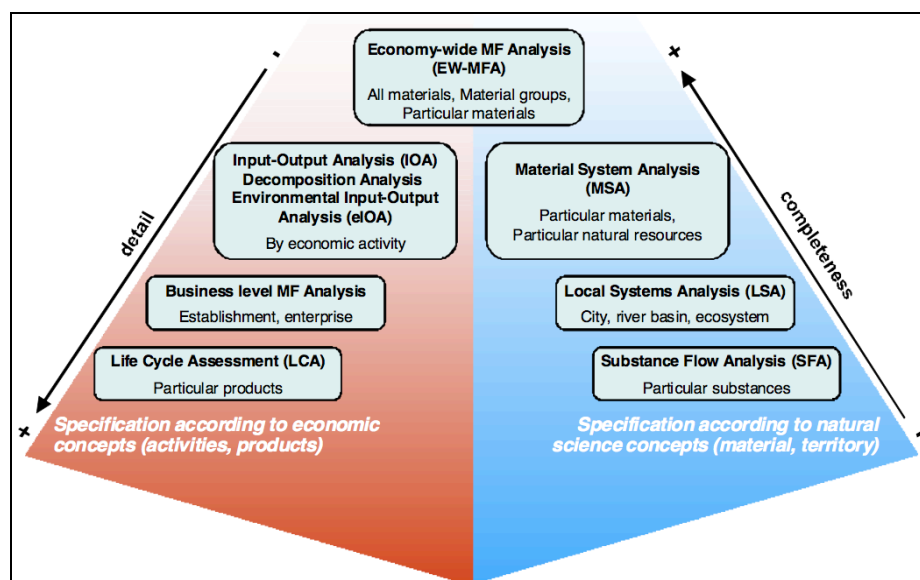 -
+
Economy-wide MF Analysis
(EW-MFA)
All materials, Material groups,
Particular materials
Input-Output Analysis (IOA)
Decomposition Analysis
Environmental Input-Output
Analysis (eIOA)
By economic activity
Material System Analysis
(MSA)
Particular materials,
Particular natural resources
detail
completeness
Business level MF Analysis
Establishment, enterprise
Local Systems Analysis (LSA)
City, river basin, ecosystem
Life Cycle Assessment (LCA)
Particular products
Substance Flow Analysis (SFA)
Particular substances
+
-
Specification according to economic
concepts (activities, products)
Specification according to natural
science concepts (material, territory)